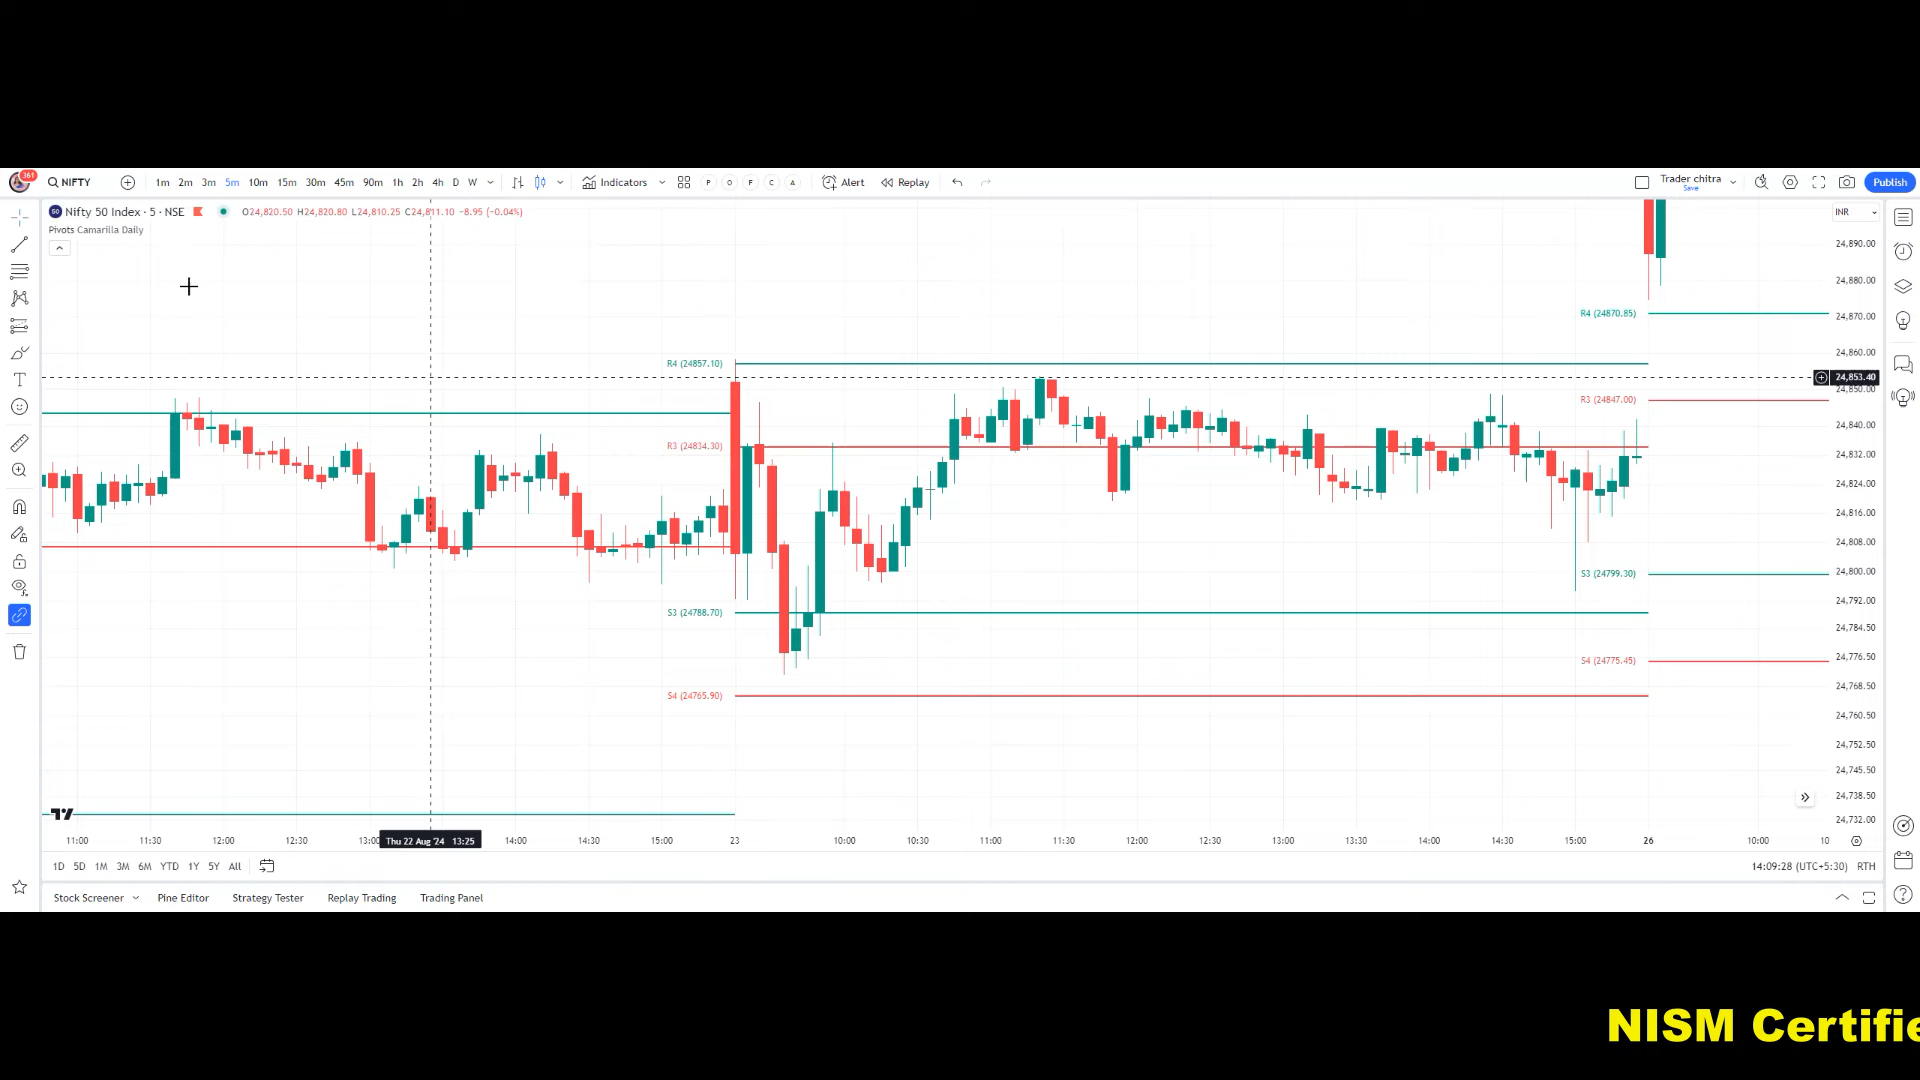 361
NIFTY
1m 2m 3m 5m 10m 15m 30m 45m 90m 1h 2h 4h D W
Indicators
P O F C A
Alert
Replay
Trader chitra
Save
Publish
Nifty 50 Index · 5 · NSE
O24,820.50 H24,820.80 L24,810.25 C24,811.10 −8.95 (−0.04%)
INR
Pivots Camarilla Daily
24,890.00
24,880.00
24,870.00
24,860.00
24,853.40
24,850.00
24,840.00
24,832.00
24,824.00
24,816.00
24,808.00
24,800.00
24,792.00
24,784.50
24,776.50
24,768.50
24,760.50
24,752.50
24,745.50
24,738.50
24,732.00
R4 (24870.85)
R4 (24857.10)
R3 (24847.00)
R3 (24834.30)
S3 (24799.30)
S3 (24788.70)
S4 (24775.45)
S4 (24765.90)
11:00 11:30 12:00 12:30 13:00 Thu 22 Aug '24 13:25 14:00 14:30 15:00 23 10:00 10:30 11:00 11:30 12:00 12:30 13:00 13:30 14:00 14:30 15:00 26 10:00 10
1D 5D 1M 3M 6M YTD 1Y 5Y All
14:09:28 (UTC+5:30) RTH
Stock Screener Pine Editor Strategy Tester Replay Trading Trading Panel
NISM Certifie